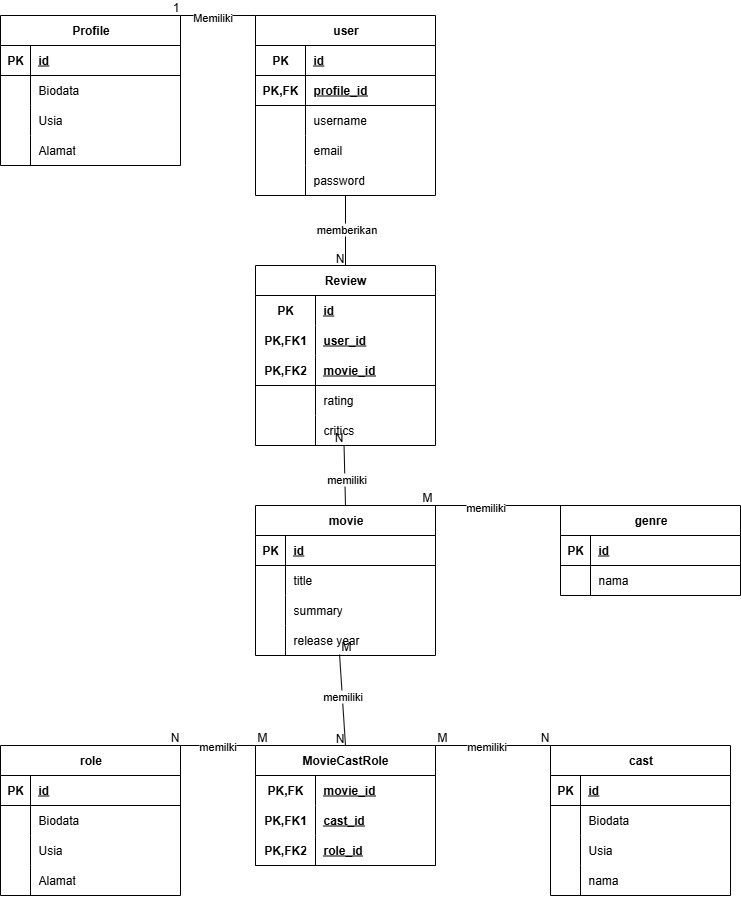 1
Memiliki
Profile
PK id
Biodata
Usia
Alamat
user
PK id
PK,FK profile_id
username
email
password
memberikan
N
Review
PK id
PK,FK1 user_id
PK,FK2 movie_id
rating
critics
N
memiliki
M
memiliki
movie
PK id
title
summary
release year
M
genre
PK id
nama
memiliki
N
memilki
M
N
M
memiliki
N
role
PK id
Biodata
Usia
Alamat
MovieCastRole
PK,FK movie_id
PK,FK1 cast_id
PK,FK2 role_id
cast
PK id
Biodata
Usia
nama